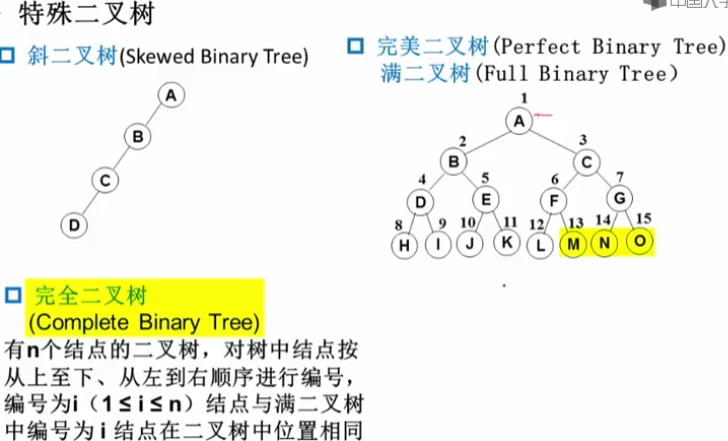 特殊二叉树
斜二叉树(Skewed Binary Tree)
A
B
C
D
完美二叉树(Perfect Binary Tree)
满二叉树(Full Binary Tree)
1
A
2 3
B C
4 5 6 7
D E F G
8 9 10 11 12 13 14 15
H I J K L M N O
完全二叉树
(Complete Binary Tree)
有n个结点的二叉树，对树中结点按
从上至下、从左到右顺序进行编号，
编号为i（1≤i≤n）结点与满二叉树
中编号为 i 结点在二叉树中位置相同